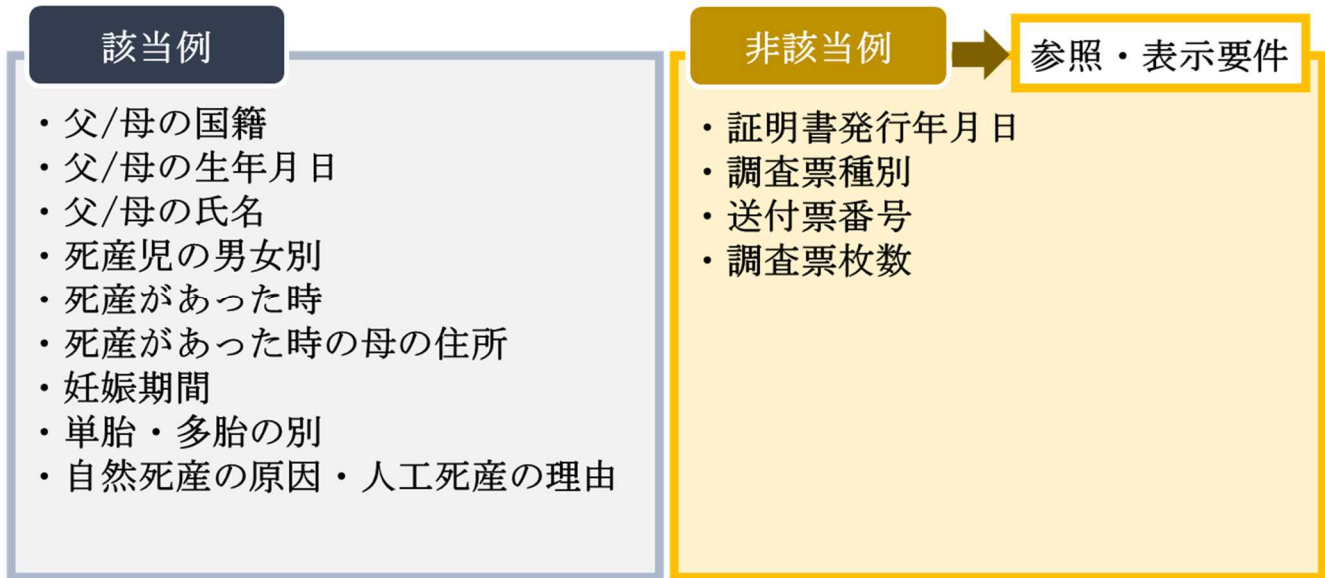 該当例
・父/母の国籍
・父/母の生年月日
・父/母の氏名
・死産児の男女別
・死産があった時
・死産があった時の母の住所
・妊娠期間
・単胎・多胎の別
・自然死産の原因・人工死産の理由
非該当例
参照・表示要件
・証明書発行年月日
・調査票種別
・送付票番号
・調査票枚数